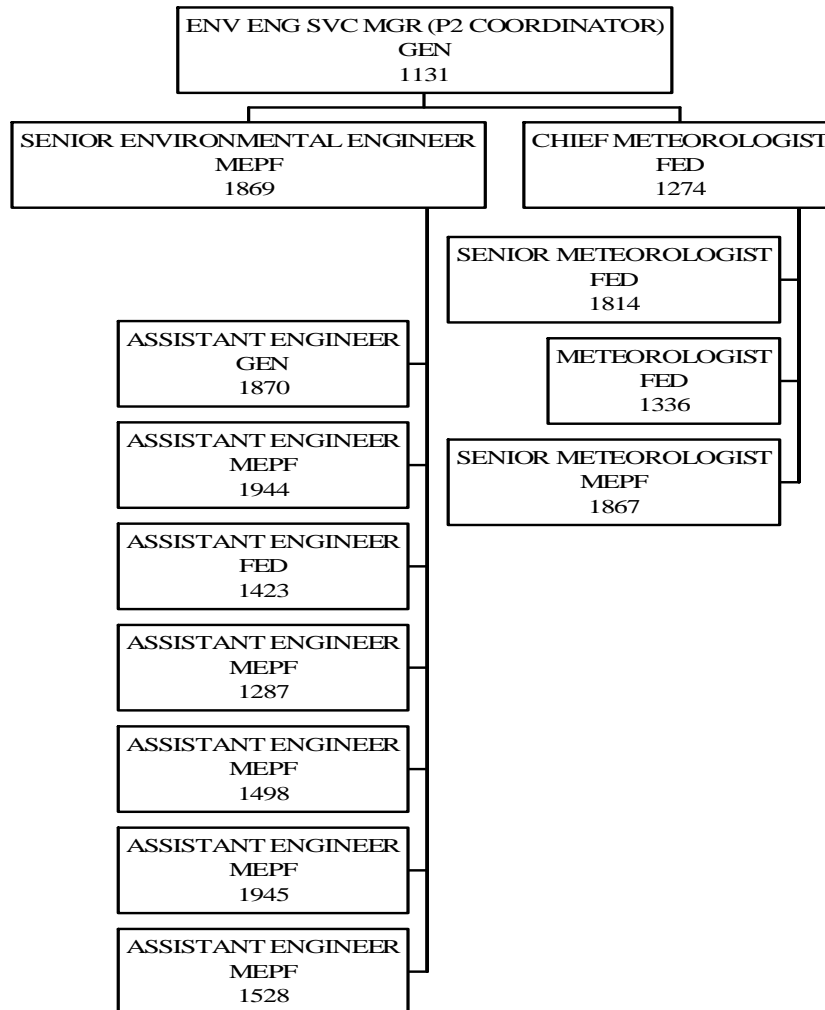 ENV ENG SVC MGR (P2 COORDINATOR)
GEN
1131
SENIOR ENVIRONMENTAL ENGINEER
MEPF
1869
CHIEF METEOROLOGIST
FED
1274
SENIOR METEOROLOGIST
FED
1814
METEOROLOGIST
FED
1336
SENIOR METEOROLOGIST
MEPF
1867
ASSISTANT ENGINEER
GEN
1870
ASSISTANT ENGINEER
MEPF
1944
ASSISTANT ENGINEER
FED
1423
ASSISTANT ENGINEER
MEPF
1287
ASSISTANT ENGINEER
MEPF
1498
ASSISTANT ENGINEER
MEPF
1945
ASSISTANT ENGINEER
MEPF
1528